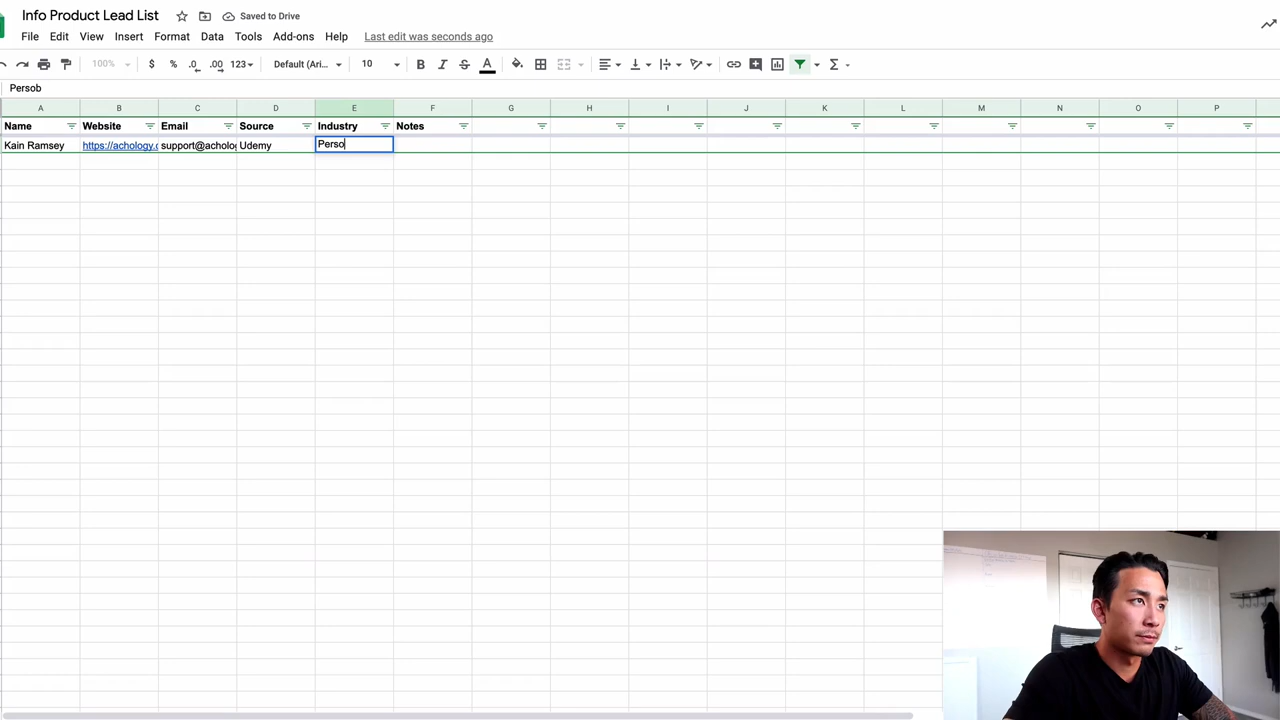 Info Product Lead List Saved to Drive
File Edit View Insert Format Data Tools Add-ons Help Last edit was seconds ago
100% $ % .0 .00 123 Default (Ari... 10 B I S A Σ
Persob
A B C D E F G H I J K L M N O P
Name Website Email Source Industry Notes
Kain Ramsey https://achology.c support@acholog Udemy Perso